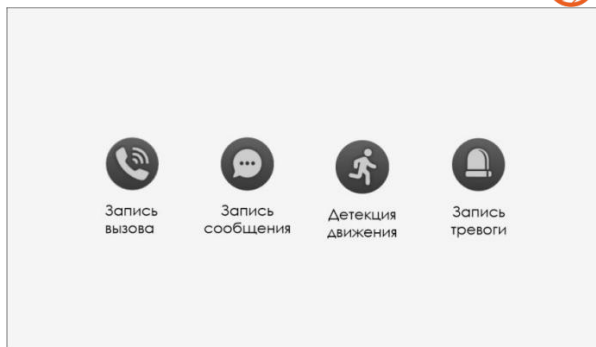 Запись
вызова
Запись
сообщения
Детекция
движения
Запись
тревоги